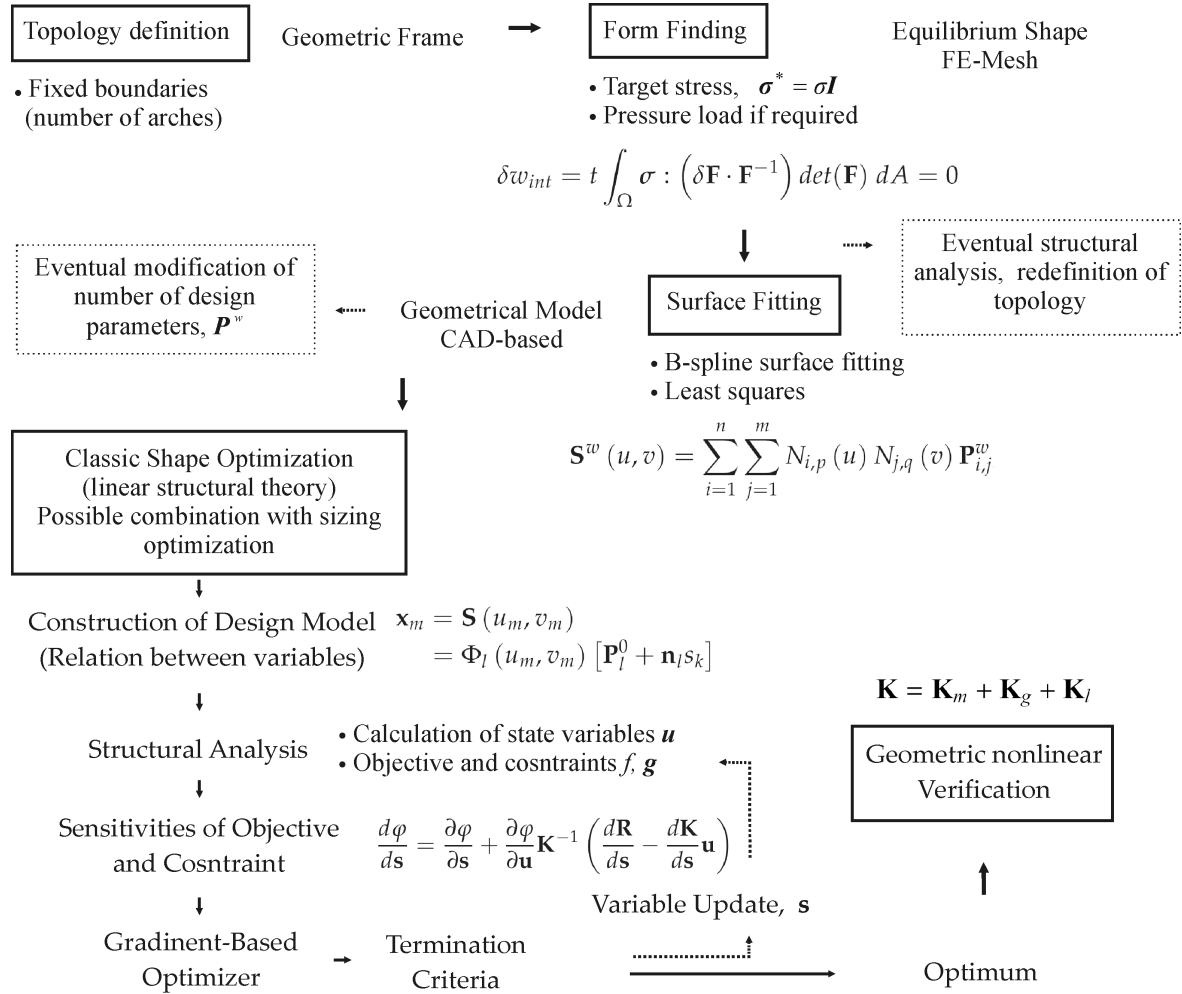 Topology definition
Geometric Frame
Form Finding
Equilibrium Shape
FE-Mesh
• Fixed boundaries
(number of arches)
• Target stress, σ* = σI
• Pressure load if required
δw_int = t ∫_Ω σ : (δF · F⁻¹) det(F) dA = 0
Eventual modification of
number of design
parameters, P^w
Geometrical Model
CAD-based
Surface Fitting
Eventual structural
analysis, redefinition of
topology
• B-spline surface fitting
• Least squares
S^w (u, v) = ∑_{i=1}^{n} ∑_{j=1}^{m} N_{i,p} (u) N_{j,q} (v) P^w_{i,j}
Classic Shape Optimization
(linear structural theory)
Possible combination with sizing
optimization
Construction of Design Model
(Relation between variables)
x_m = S (u_m, v_m)
= Φ_l (u_m, v_m) [P_l^0 + n_l s_k]
Structural Analysis
• Calculation of state variables u
• Objective and cosntraints f, g
Sensitivities of Objective
and Cosntraint
dφ/ds = ∂φ/∂s + ∂φ/∂u K⁻¹ (dR/ds − dK/ds u)
Variable Update, s
Gradinent-Based
Optimizer
Termination
Criteria
Optimum
K = K_m + K_g + K_l
Geometric nonlinear
Verification